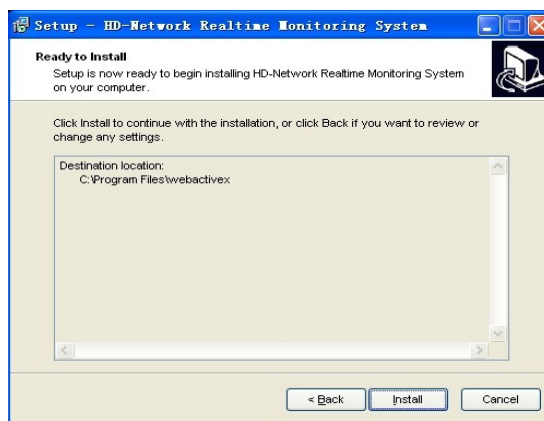 Setup - HD-Network Realtime Monitoring System
Ready to Install
Setup is now ready to begin installing HD-Network Realtime Monitoring System
on your computer.
Click Install to continue with the installation, or click Back if you want to review or
change any settings.
Destination location:
C:\Program Files\webactivex
< Back
Install
Cancel